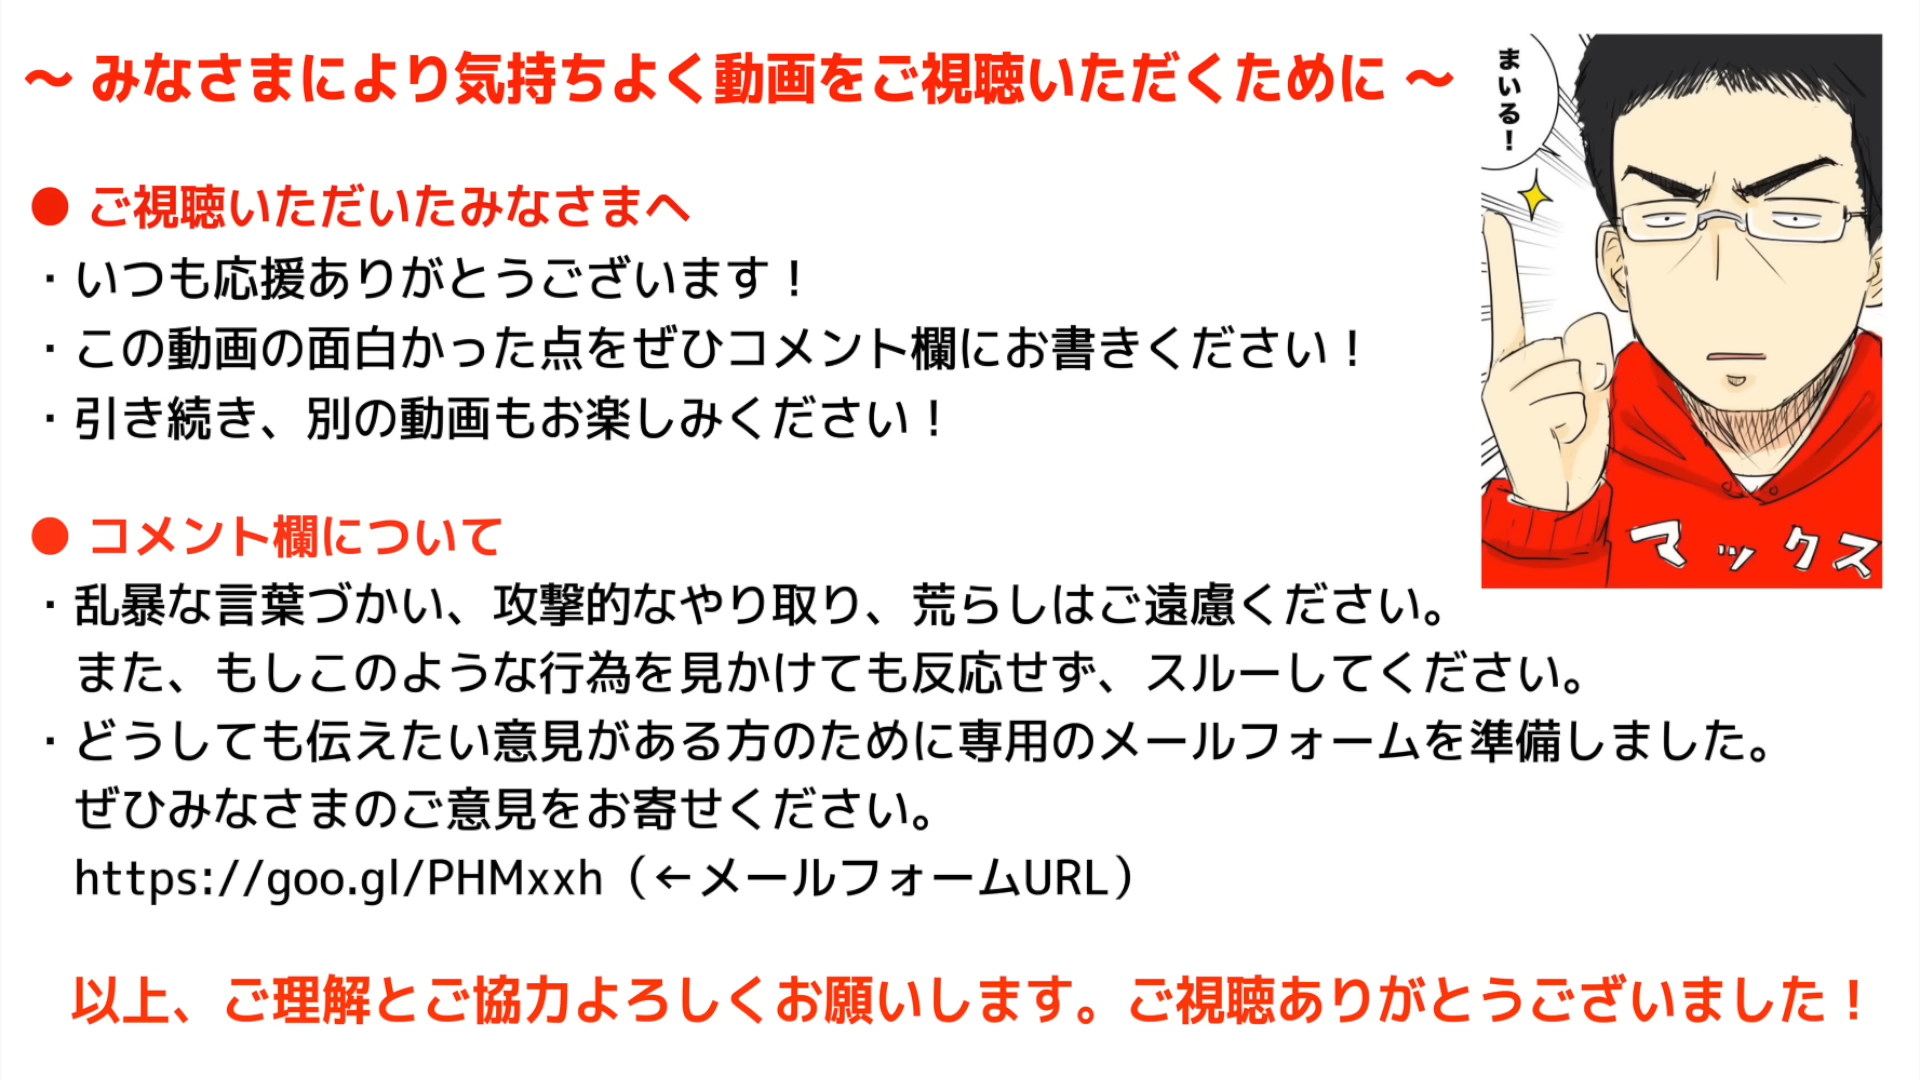 ～ みなさまにより気持ちよく動画をご視聴いただくために ～
まいる！
● ご視聴いただいたみなさまへ
・いつも応援ありがとうございます！
・この動画の面白かった点をぜひコメント欄にお書きください！
・引き続き、別の動画もお楽しみください！
マックス
● コメント欄について
・乱暴な言葉づかい、攻撃的なやり取り、荒らしはご遠慮ください。
また、もしこのような行為を見かけても反応せず、スルーしてください。
・どうしても伝えたい意見がある方のために専用のメールフォームを準備しました。
ぜひみなさまのご意見をお寄せください。
https://goo.gl/PHMxxh（←メールフォームURL）
以上、ご理解とご協力よろしくお願いします。ご視聴ありがとうございました！